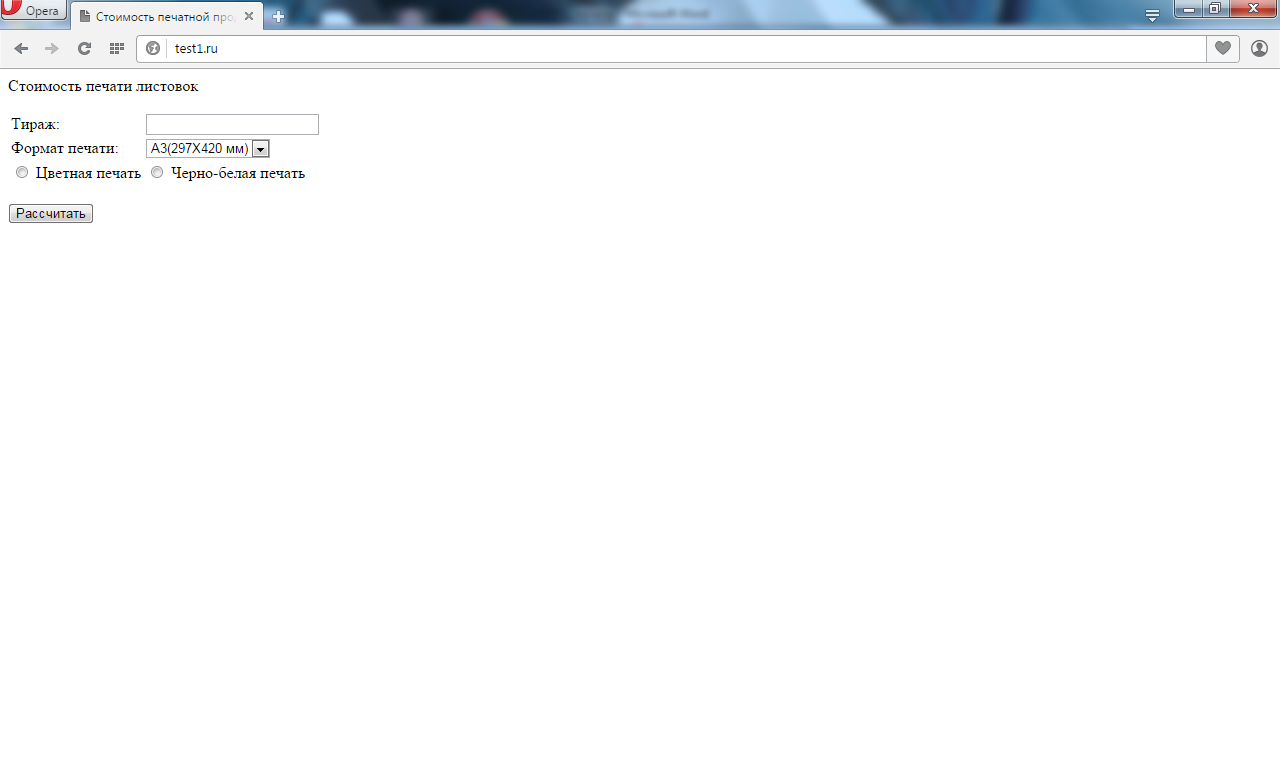 Opera
Стоимость печатной про
test1.ru
Стоимость печати листовок
Тираж:
Формат печати: А3(297Х420 мм)
Цветная печать Черно-белая печать
Рассчитать